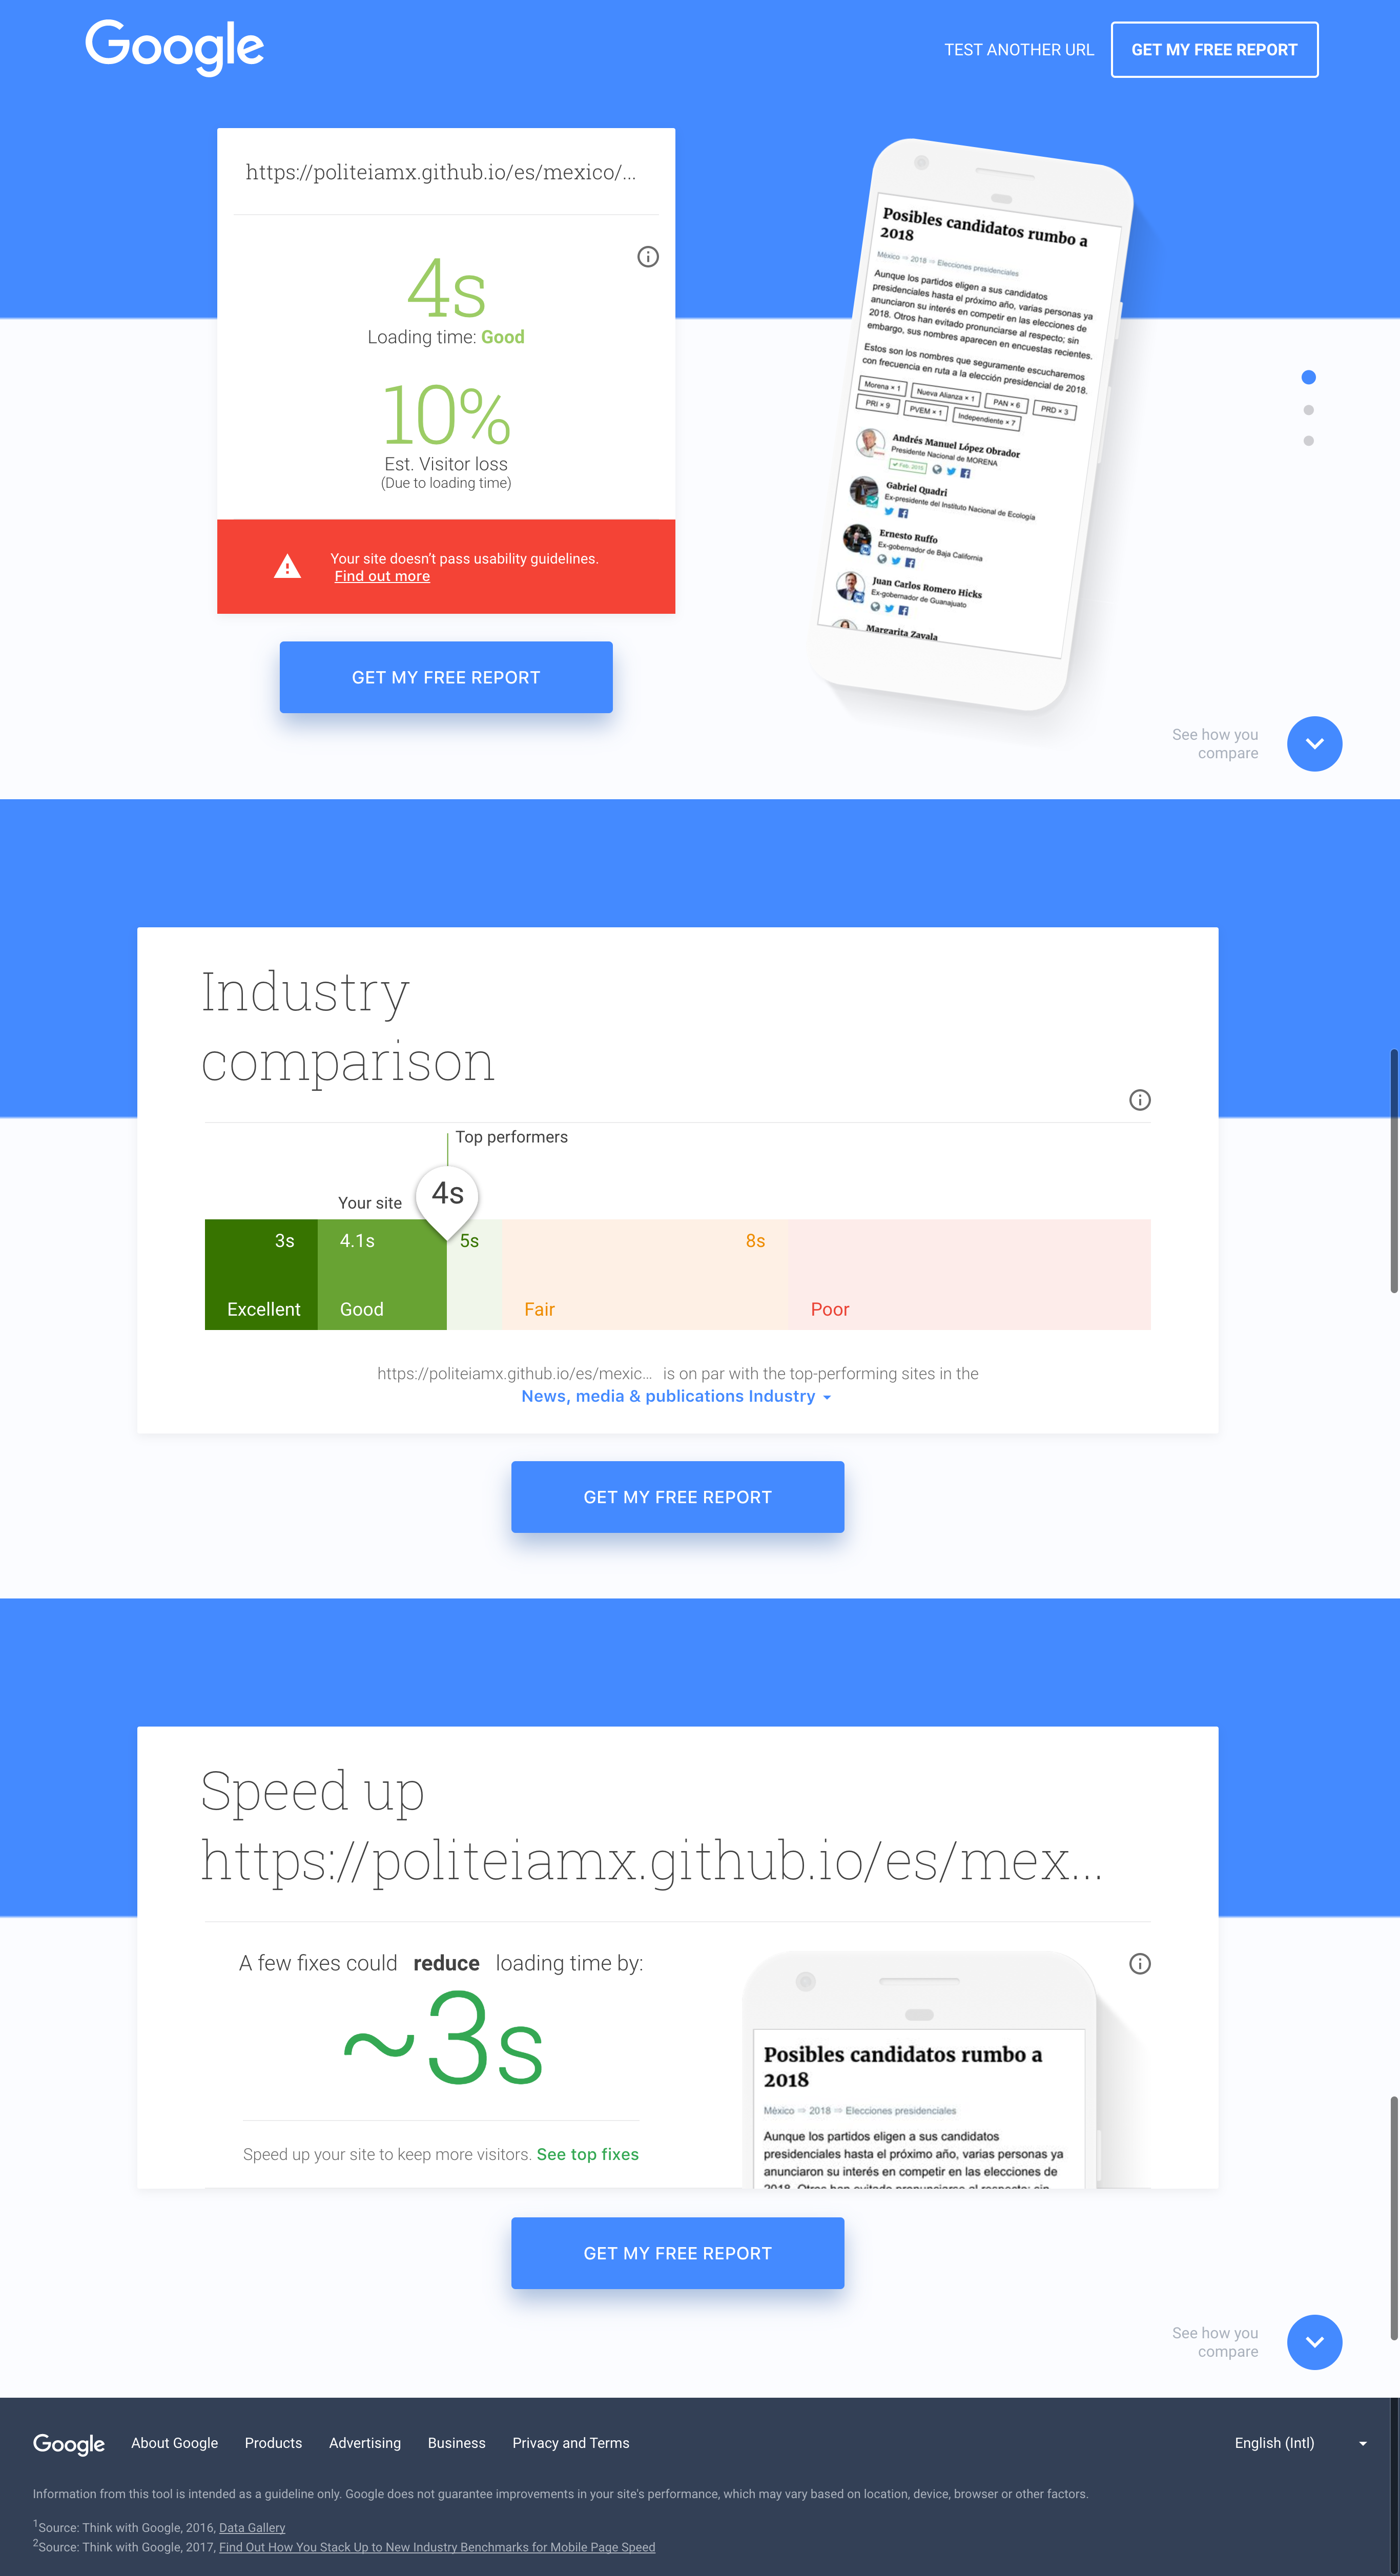 Google
TEST ANOTHER URL
GET MY FREE REPORT
https://politeiamx.github.io/es/mexico/...
4s
Loading time: Good
10%
Est. Visitor loss
(Due to loading time)
Your site doesn't pass usability guidelines.
Find out more
GET MY FREE REPORT
Posibles candidatos rumbo a
2018
México ⇨ 2018 ⇨ Elecciones presidenciales
Aunque los partidos eligen a sus candidatos
presidenciales hasta el próximo año, varias personas ya
anunciaron su interés en competir en las elecciones de
2018. Otros han evitado pronunciarse al respecto; sin
embargo, sus nombres aparecen en encuestas recientes.
Estos son los nombres que seguramente escucharemos
con frecuencia en ruta a la elección presidencial de 2018.
Morena × 1
Nueva Alianza × 1
PAN × 6
PRD × 3
PRI × 9
PVEM × 1
Independiente × 7
Andrés Manuel López Obrador
Presidente Nacional de MORENA
Gabriel Quadri
Ex-presidente del Instituto Nacional de Ecología
Ernesto Ruffo
Ex-gobernador de Baja California
Juan Carlos Romero Hicks
Ex-gobernador de Guanajuato
Margarita Zavala
See how you
compare
Industry
comparison
Top performers
Your site
4s
3s
4.1s
5s
8s
Excellent
Good
Fair
Poor
https://politeiamx.github.io/es/mexic... is on par with the top-performing sites in the
News, media & publications Industry
GET MY FREE REPORT
Speed up
https://politeiamx.github.io/es/mex...
A few fixes could reduce loading time by:
~3s
Speed up your site to keep more visitors. See top fixes
Posibles candidatos rumbo a
2018
México ⇨ 2018 ⇨ Elecciones presidenciales
Aunque los partidos eligen a sus candidatos
presidenciales hasta el próximo año, varias personas ya
anunciaron su interés en competir en las elecciones de
2018. Otros han evitado pronunciarse al respecto; sin
GET MY FREE REPORT
See how you
compare
Google
About Google
Products
Advertising
Business
Privacy and Terms
English (Intl)
Information from this tool is intended as a guideline only. Google does not guarantee improvements in your site's performance, which may vary based on location, device, browser or other factors.
1Source: Think with Google, 2016, Data Gallery
2Source: Think with Google, 2017, Find Out How You Stack Up to New Industry Benchmarks for Mobile Page Speed